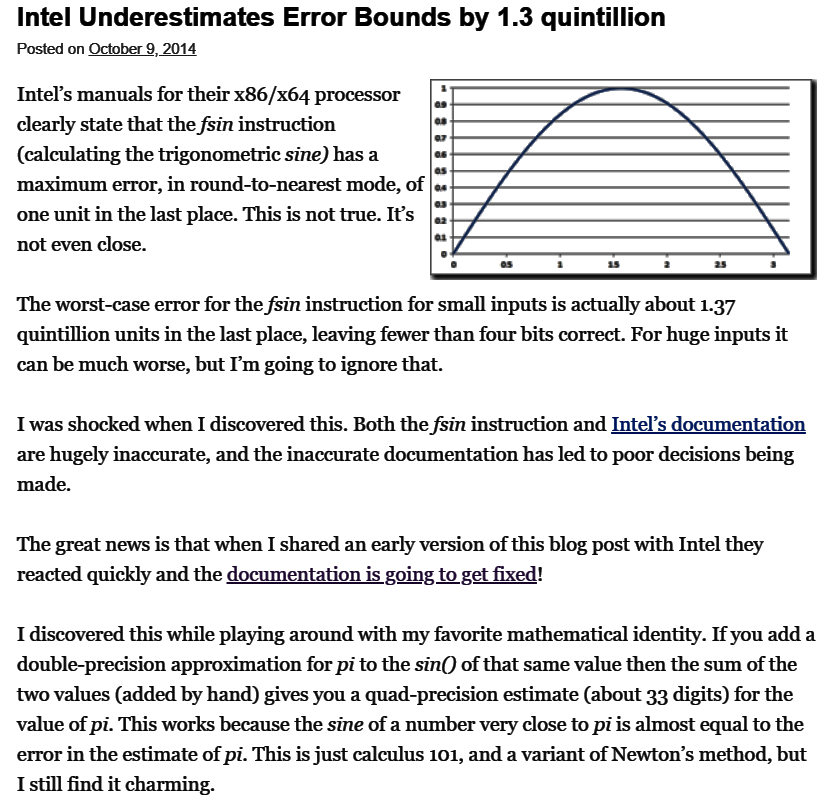 Intel Underestimates Error Bounds by 1.3 quintillion
Posted on October 9, 2014
Intel’s manuals for their x86/x64 processor
clearly state that the fsin instruction
(calculating the trigonometric sine) has a
maximum error, in round-to-nearest mode, of
one unit in the last place. This is not true. It’s
not even close.
1
0.9
0.8
0.7
0.6
0.5
0.4
0.3
0.2
0.1
0
0 0.5 1 1.5 2 2.5 3
The worst-case error for the fsin instruction for small inputs is actually about 1.37
quintillion units in the last place, leaving fewer than four bits correct. For huge inputs it
can be much worse, but I’m going to ignore that.
I was shocked when I discovered this. Both the fsin instruction and Intel’s documentation
are hugely inaccurate, and the inaccurate documentation has led to poor decisions being
made.
The great news is that when I shared an early version of this blog post with Intel they
reacted quickly and the documentation is going to get fixed!
I discovered this while playing around with my favorite mathematical identity. If you add a
double-precision approximation for pi to the sin() of that same value then the sum of the
two values (added by hand) gives you a quad-precision estimate (about 33 digits) for the
value of pi. This works because the sine of a number very close to pi is almost equal to the
error in the estimate of pi. This is just calculus 101, and a variant of Newton’s method, but
I still find it charming.